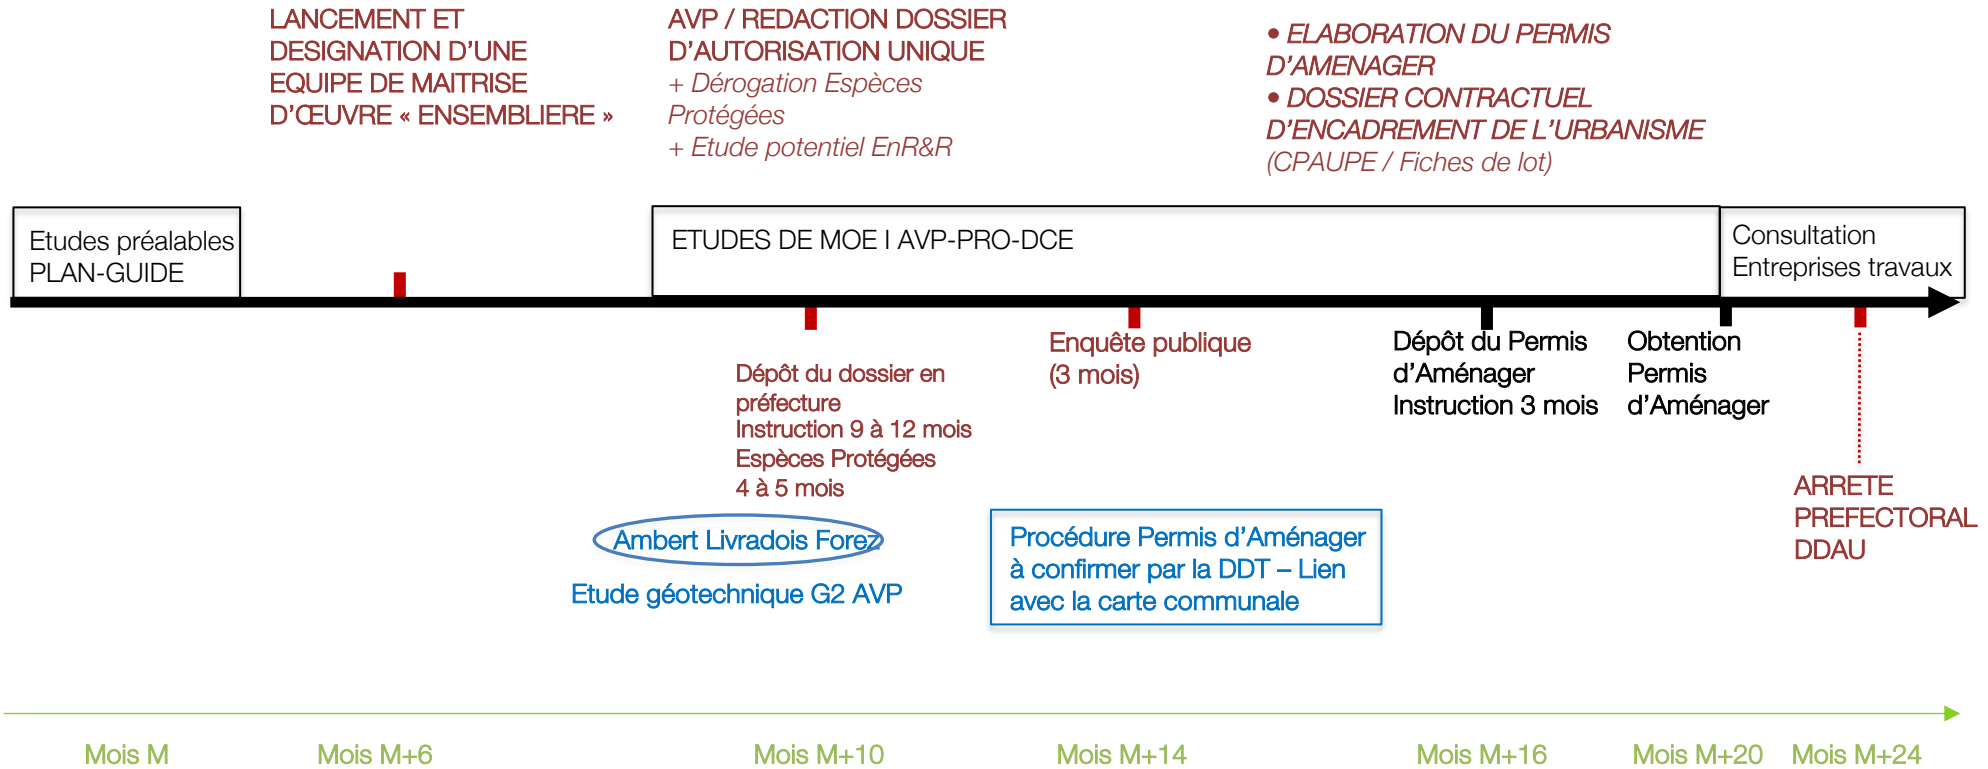 LANCEMENT ET
DESIGNATION D’UNE
EQUIPE DE MAITRISE
D’ŒUVRE « ENSEMBLIERE »
AVP / REDACTION DOSSIER
D’AUTORISATION UNIQUE
+ Dérogation Espèces
Protégées
+ Etude potentiel EnR&R
• ELABORATION DU PERMIS
D’AMENAGER
• DOSSIER CONTRACTUEL
D’ENCADREMENT DE L’URBANISME
(CPAUPE / Fiches de lot)
Etudes préalables
PLAN-GUIDE
ETUDES DE MOE I AVP-PRO-DCE
Consultation
Entreprises travaux
Dépôt du dossier en
préfecture
Instruction 9 à 12 mois
Espèces Protégées
4 à 5 mois
Enquête publique
(3 mois)
Dépôt du Permis
d’Aménager
Instruction 3 mois
Obtention
Permis
d’Aménager
ARRETE
PREFECTORAL
DDAU
Ambert Livradois Forez
Etude géotechnique G2 AVP
Procédure Permis d’Aménager
à confirmer par la DDT – Lien
avec la carte communale
Mois M
Mois M+6
Mois M+10
Mois M+14
Mois M+16
Mois M+20
Mois M+24